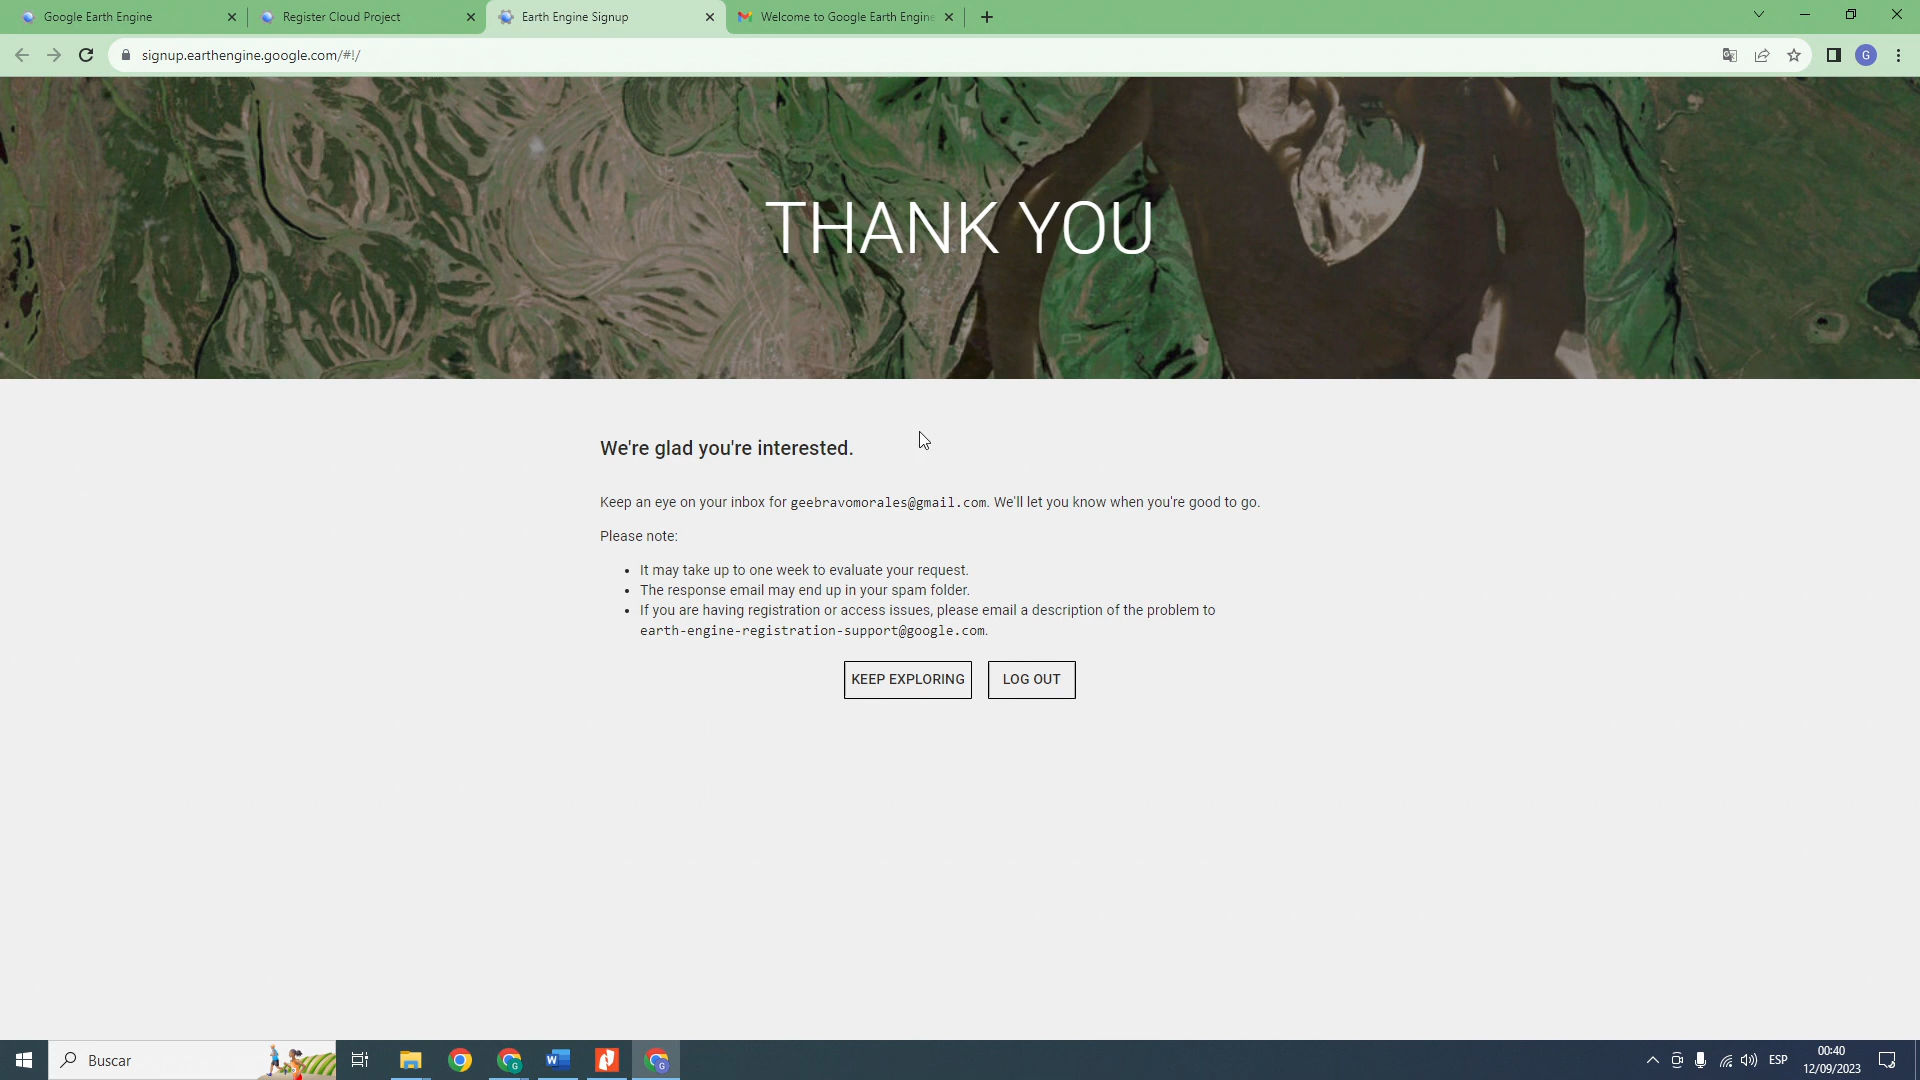 Google Earth Engine
Register Cloud Project
Earth Engine Signup
Welcome to Google Earth Engine
signup.earthengine.google.com/#!/
G
THANK YOU
We're glad you're interested.
Keep an eye on your inbox for geebravomorales@gmail.com. We'll let you know when you're good to go.
Please note:
• It may take up to one week to evaluate your request.
• The response email may end up in your spam folder.
• If you are having registration or access issues, please email a description of the problem to
earth-engine-registration-support@google.com.
KEEP EXPLORING
LOG OUT
Buscar
ESP
00:40
12/09/2023